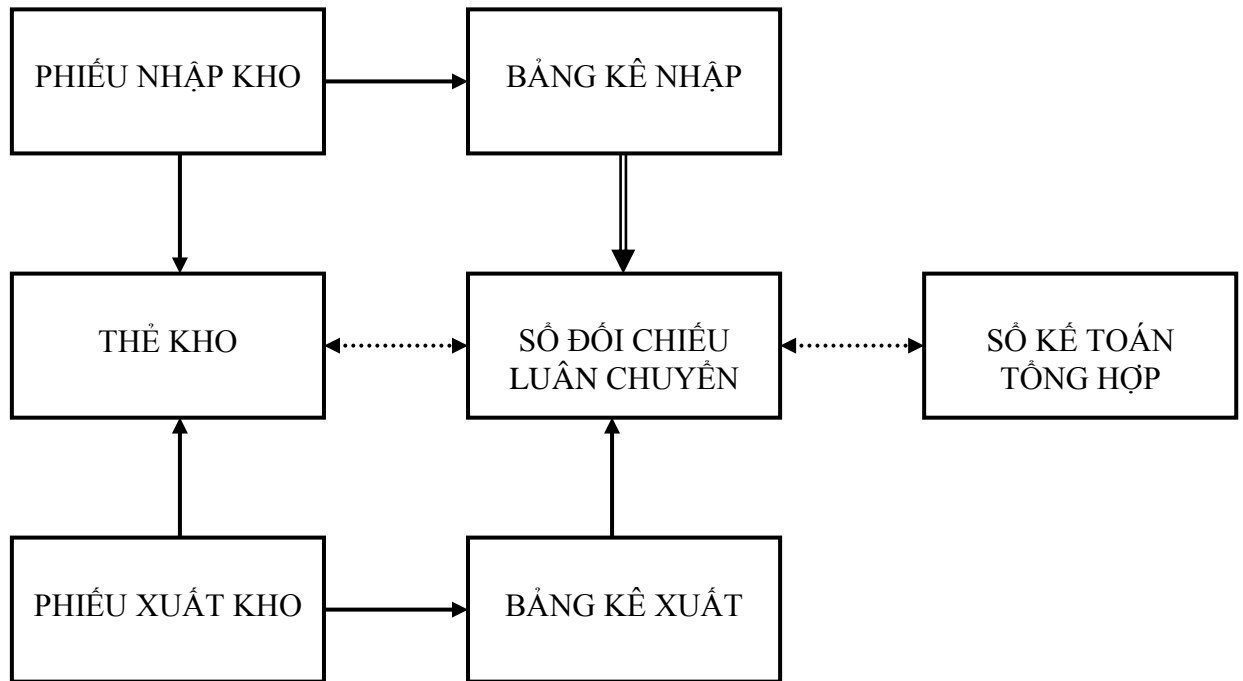 PHIẾU NHẬP KHO
BẢNG KÊ NHẬP
THẺ KHO
SỔ ĐỐI CHIẾU
LUÂN CHUYỂN
SỔ KẾ TOÁN
TỔNG HỢP
PHIẾU XUẤT KHO
BẢNG KÊ XUẤT